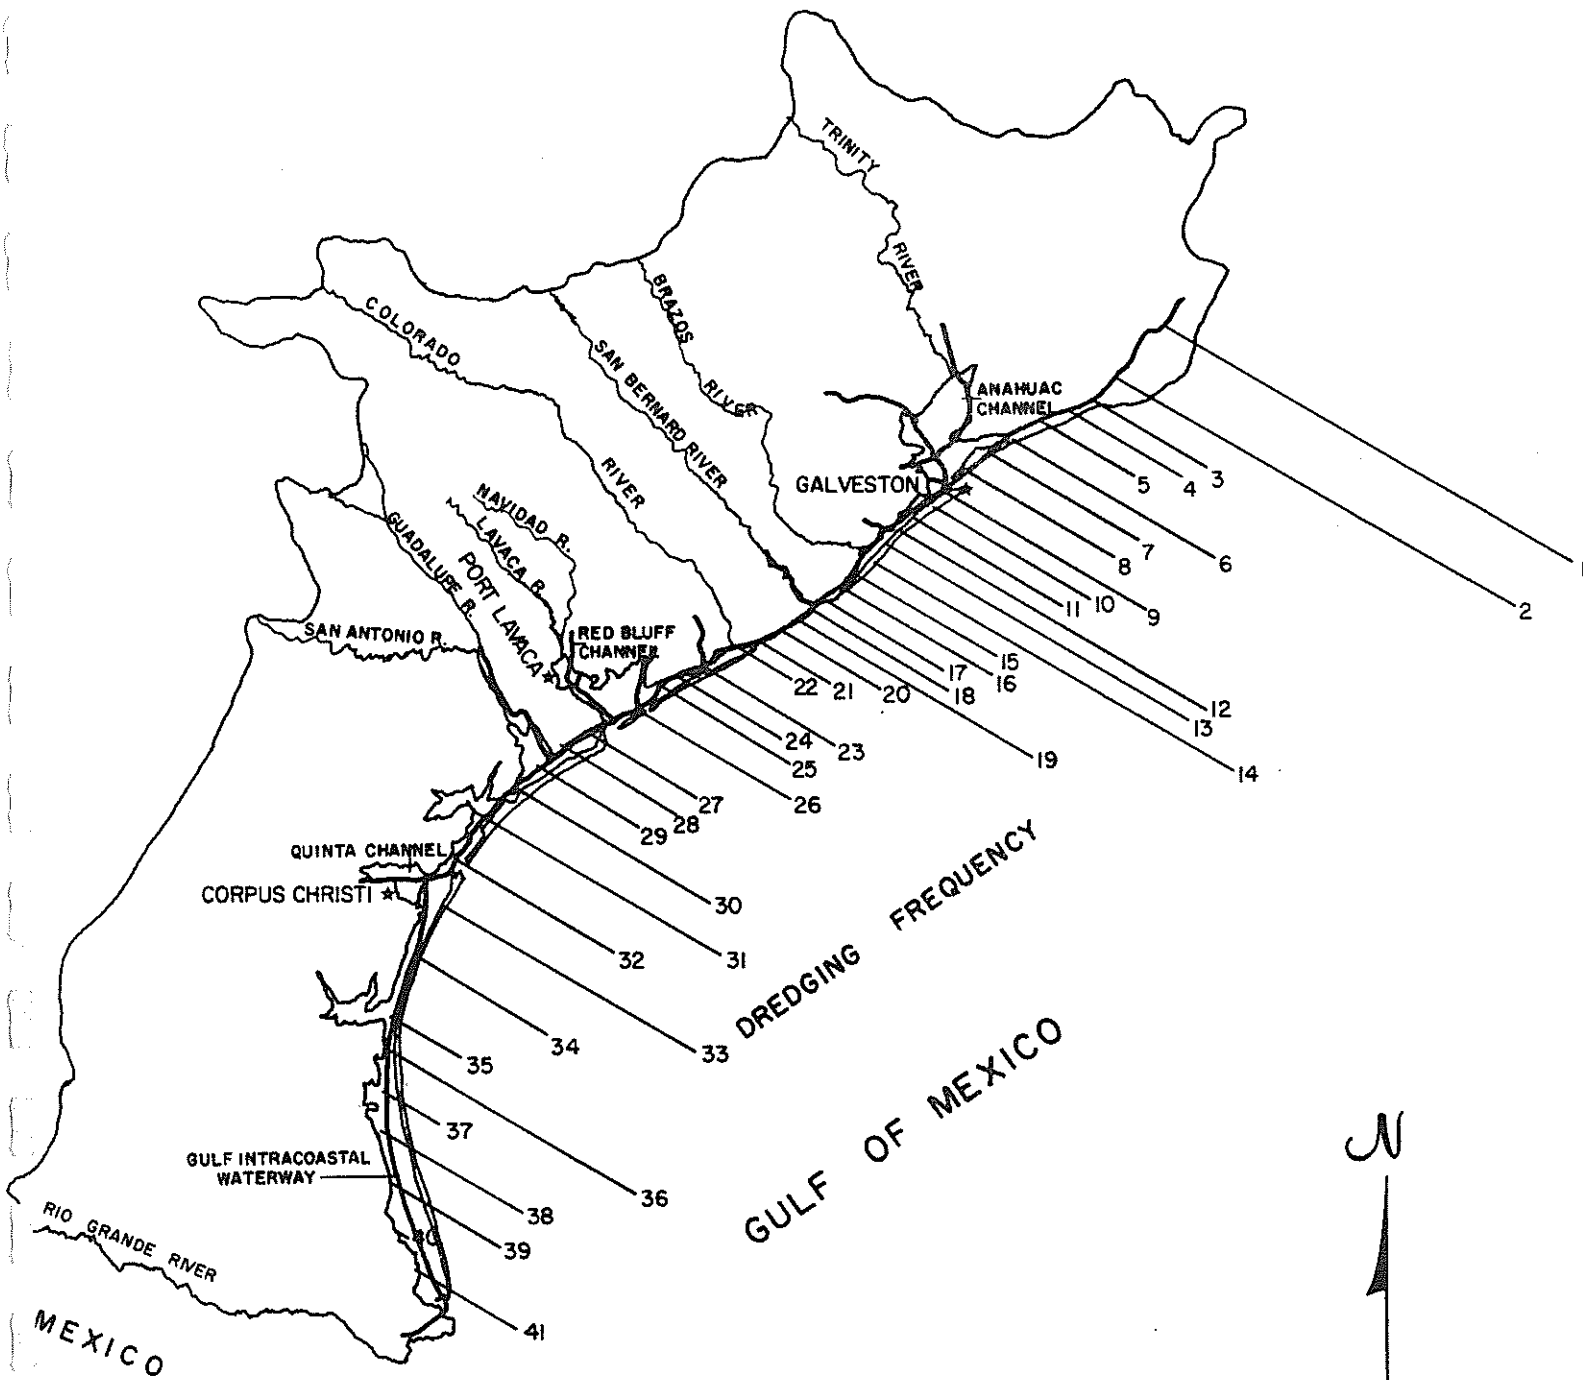 TRINITY
RIVER
BRAZOS
RIVER
COLORADO
RIVER
SAN BERNARD RIVER
ANAHUAC
CHANNEL
GALVESTON
NAVIDAD R.
LAVACA R.
PORT LAVACA
GUADALUPE R.
SAN ANTONIO R.
RED BLUFF
CHANNEL
QUINTA CHANNEL
CORPUS CHRISTI
GULF INTRACOASTAL
WATERWAY
RIO GRANDE RIVER
MEXICO
DREDGING FREQUENCY
GULF OF MEXICO
N
1
2
3
4
5
6
7
8
9
10
11
12
13
14
15
16
17
18
19
20
21
22
23
24
25
26
27
28
29
30
31
32
33
34
35
36
37
38
39
40
41